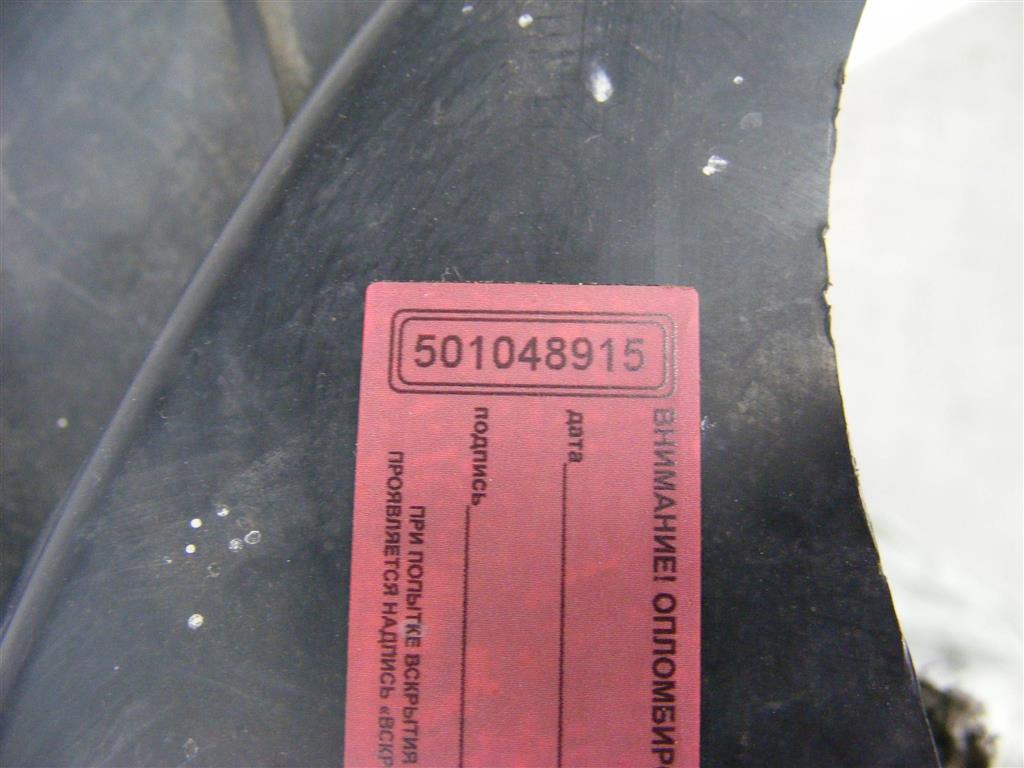 501048915
ВНИМАНИЕ! ОПЛОМБИР
дата
подпись
ПРИ ПОПЫТКЕ ВСКРЫТИЯ
ПРОЯВЛЯЕТСЯ НАДПИСЬ «ВСКР